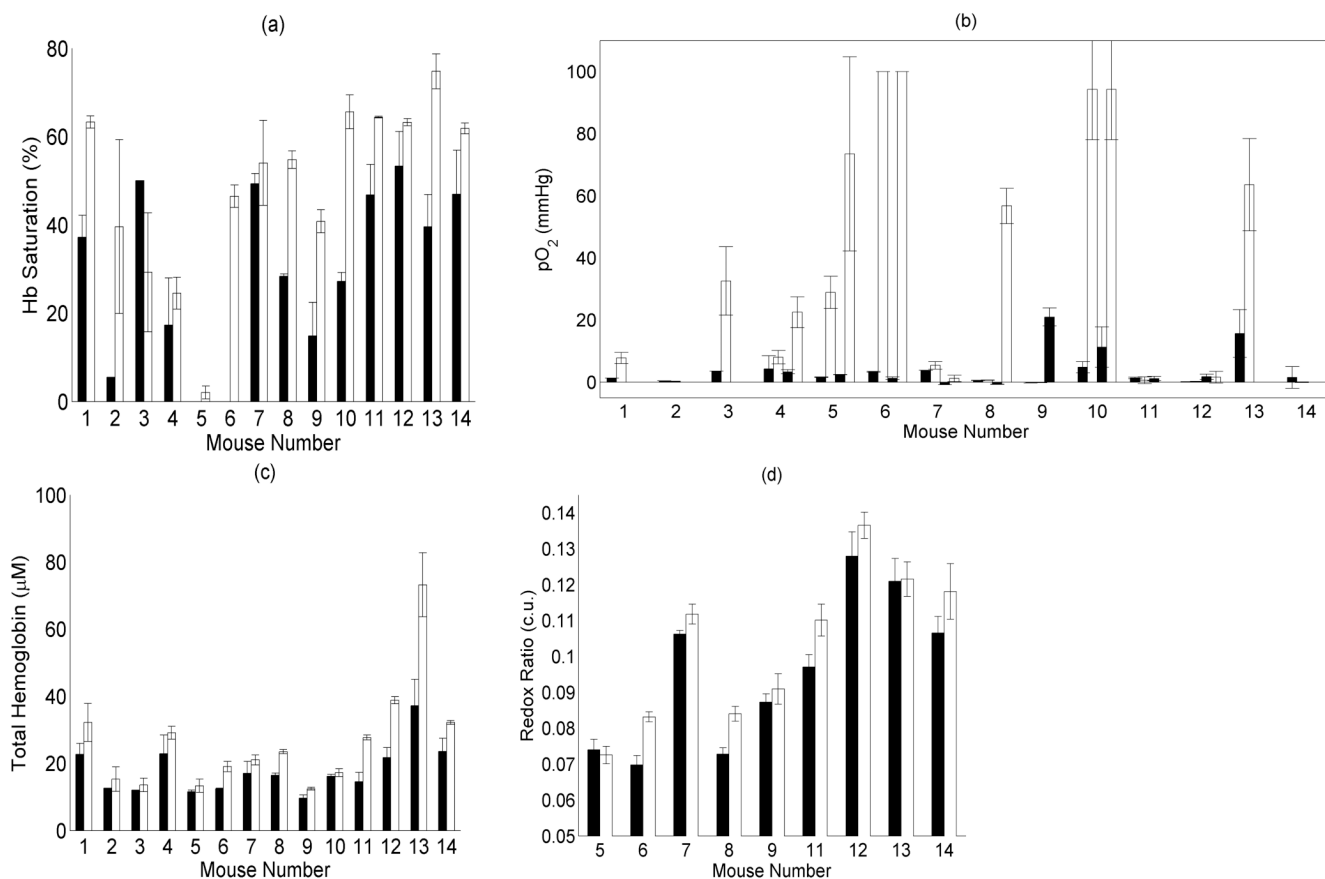 (a)
80
60
40
20
0
Hb Saturation (%)
1 2 3 4 5 6 7 8 9 10 11 12 13 14
Mouse Number
(b)
100
80
60
40
20
0
pO2 (mmHg)
1 2 3 4 5 6 7 8 9 10 11 12 13 14
Mouse Number
(c)
100
80
60
40
20
0
Total Hemoglobin (μM)
1 2 3 4 5 6 7 8 9 10 11 12 13 14
Mouse Number
(d)
0.14
0.13
0.12
0.11
0.1
0.09
0.08
0.07
0.06
0.05
Redox Ratio (c.u.)
5 6 7 8 9 11 12 13 14
Mouse Number